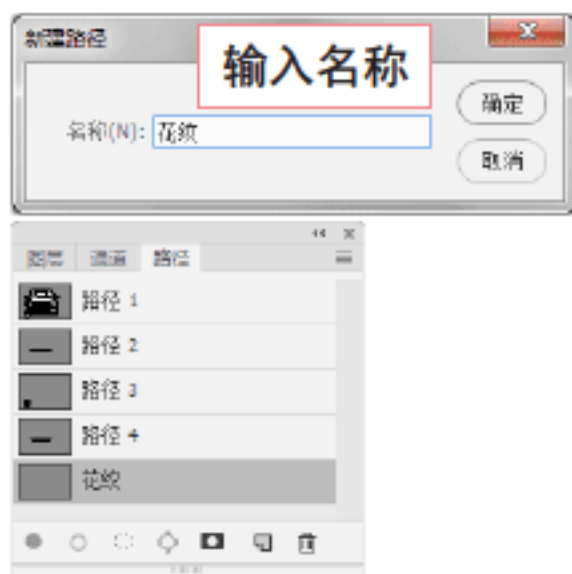 新建路径
输入名称
名称(N): 花纹
确定
取消
图层 通道 路径
路径 1
路径 2
路径 3
路径 4
花纹